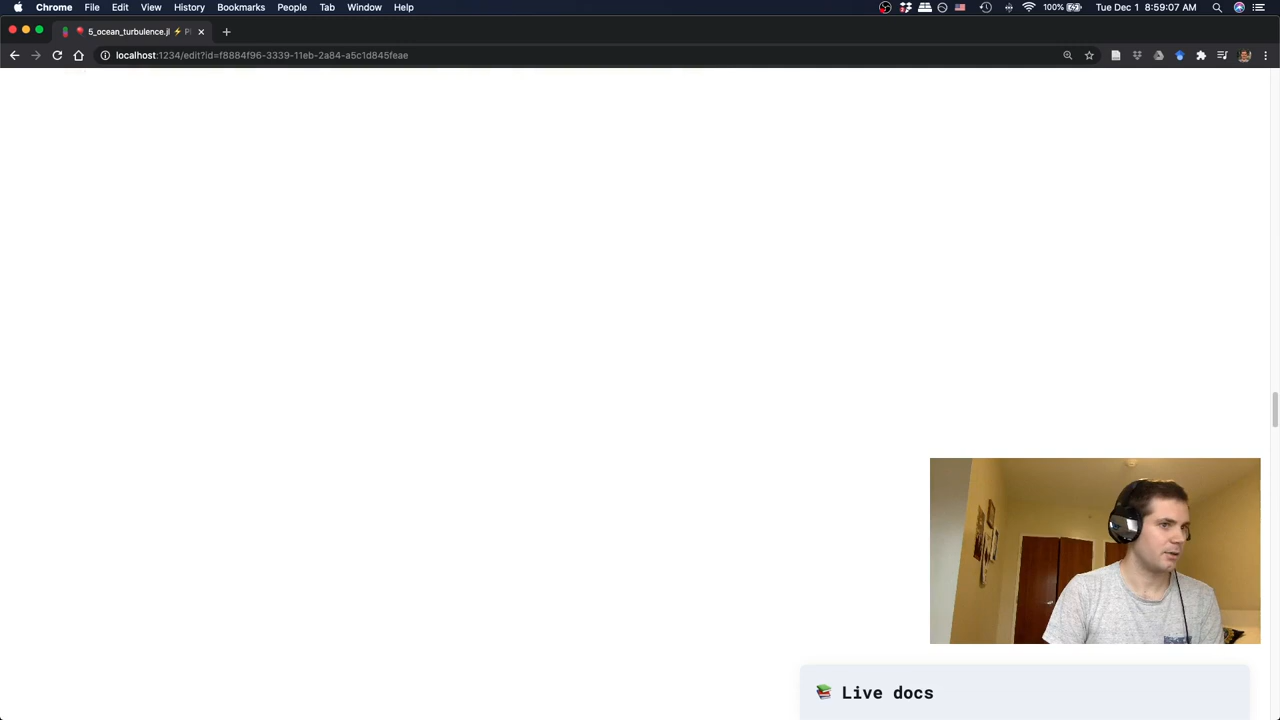 Chrome File Edit View History Bookmarks People Tab Window Help 100% Tue Dec 1 8:59:07 AM
5_ocean_turbulence.jl
localhost:1234/edit?id=f8884f96-3339-11eb-2a84-a5c1d845feae
Live docs